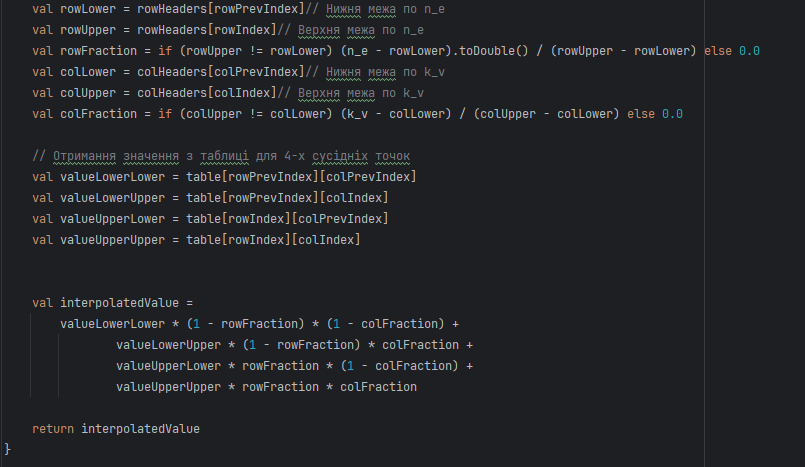 val rowLower = rowHeaders[rowPrevIndex]// Нижня межа по n_e
val rowUpper = rowHeaders[rowIndex]// Верхня межа по n_e
val rowFraction = if (rowUpper != rowLower) (n_e - rowLower).toDouble() / (rowUpper - rowLower) else 0.0
val colLower = colHeaders[colPrevIndex]// Нижня межа по k_v
val colUpper = colHeaders[colIndex]// Верхня межа по k_v
val colFraction = if (colUpper != colLower) (k_v - colLower) / (colUpper - colLower) else 0.0
// Отримання значення з таблиці для 4-х сусідніх точок
val valueLowerLower = table[rowPrevIndex][colPrevIndex]
val valueLowerUpper = table[rowPrevIndex][colIndex]
val valueUpperLower = table[rowIndex][colPrevIndex]
val valueUpperUpper = table[rowIndex][colIndex]
val interpolatedValue =
valueLowerLower * (1 - rowFraction) * (1 - colFraction) +
valueLowerUpper * (1 - rowFraction) * colFraction +
valueUpperLower * rowFraction * (1 - colFraction) +
valueUpperUpper * rowFraction * colFraction
return interpolatedValue
}